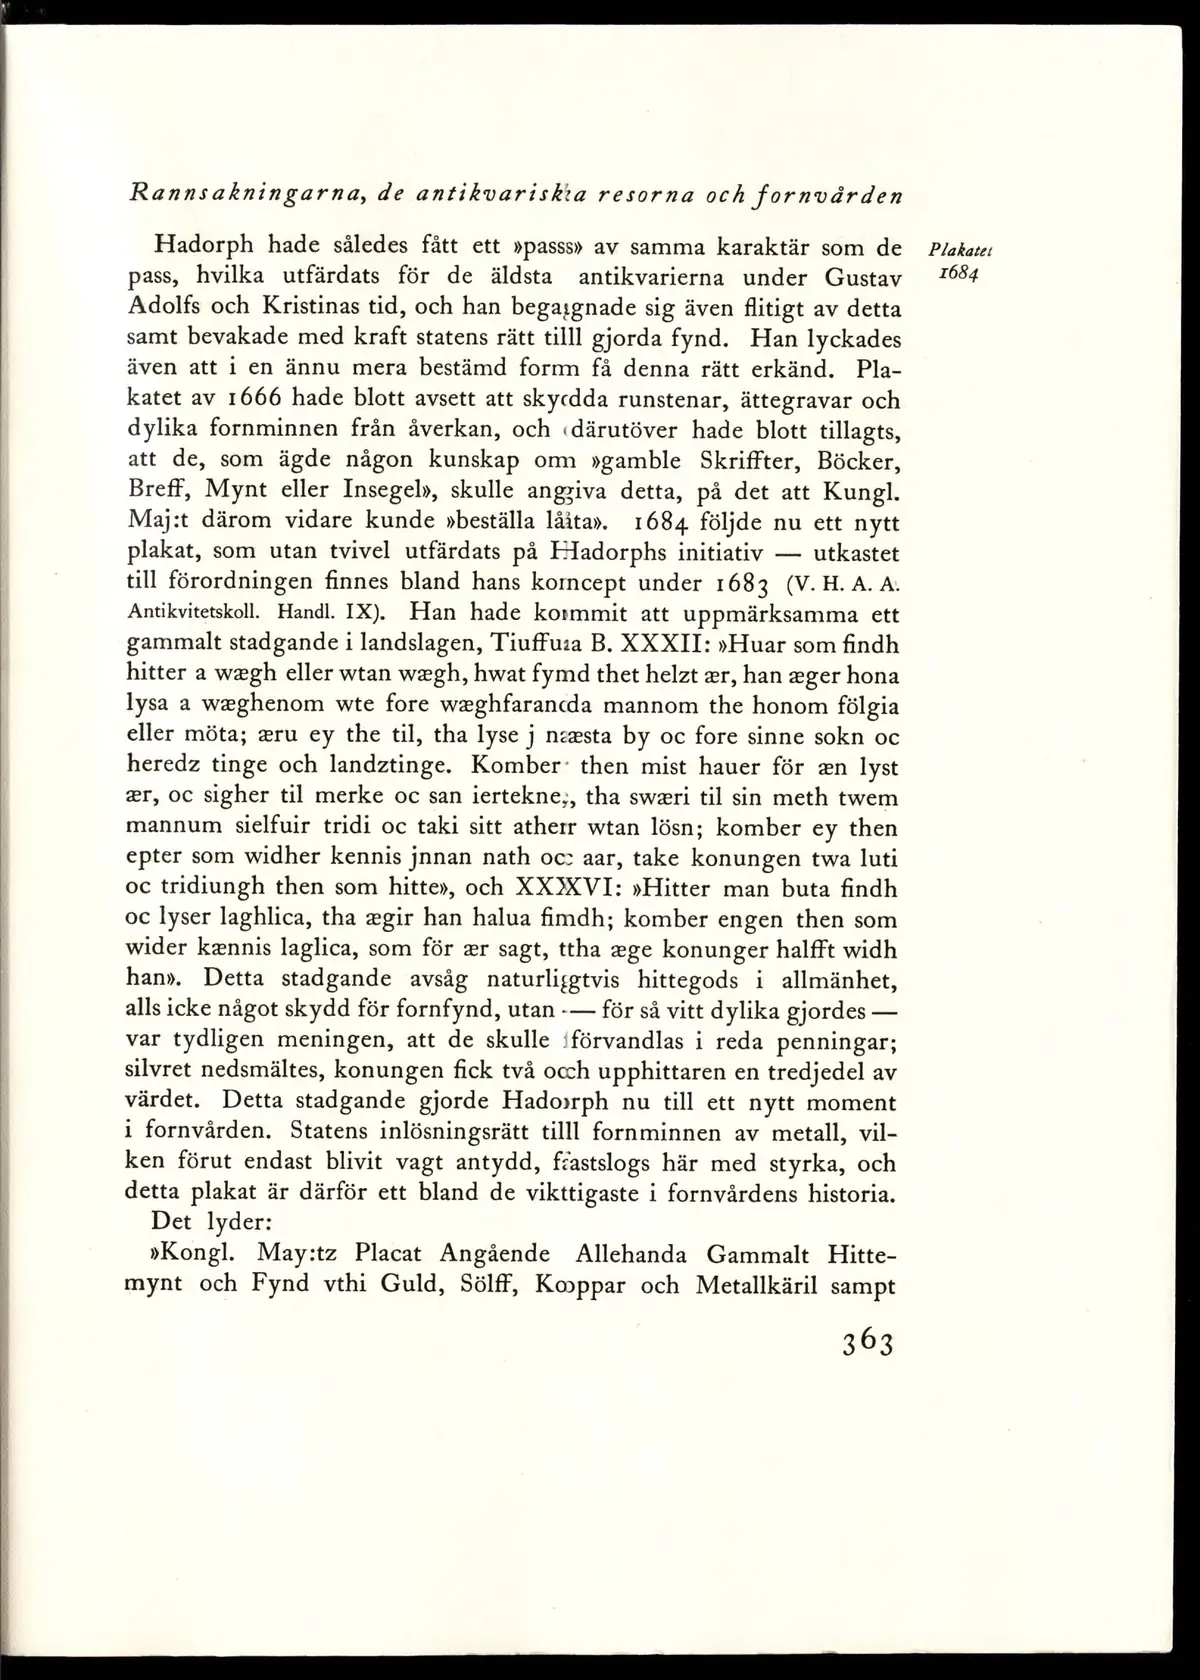 Rannsakningarna, de antikvariska resorna och fornvården
Hadorph hade således fått ett »pass» av samma karaktär som de
Plakatet
1684
pass, hvilka utfärdats för de äldsta antikvarierna under Gustav
Adolfs och Kristinas tid, och han begagnade sig även flitigt av detta
samt bevakade med kraft statens rätt till gjorda fynd. Han lyckades
även att i en ännu mera bestämd form få denna rätt erkänd. Pla-
katet av 1666 hade blott avsett att skydda runstenar, ättegravar och
dylika fornminnen från åverkan, och därutöver hade blott tillagts,
att de, som ägde någon kunskap om »gamble Skriffter, Böcker,
Breff, Mynt eller Insegel», skulle angiva detta, på det att Kungl.
Maj:t därom vidare kunde »beställa låta». 1684 följde nu ett nytt
plakat, som utan tvivel utfärdats på Hadorphs initiativ — utkastet
till förordningen finnes bland hans koncept under 1683 (V. H. A. A.
Antikvitetskoll. Handl. IX). Han hade kommit att uppmärksamma ett
gammalt stadgande i landslagen, Tiuffua B. XXXII: »Huar som findh
hitter a wægh eller wtan wægh, hwat fynd thet helzt ær, han æger hona
lysa a wæghenom wte fore wæghfaranda mannom the honom fölgia
eller möta; æru ey the til, tha lyse j næsta by oc fore sinne sokn oc
heredz tinge och landztinge. Komber then mist hauer för æn lyst
ær, oc sigher til merke oc san iertekne, tha swæri til sin meth twem
mannum sielfuir tridi oc taki sittather wtan lösn; komber ey then
epter som widher kennis jnnan nath oc aar, take konungen twa luti
oc tridiungh then som hitte», och XXXVI: »Hitter man buta findh
oc lyser laghlica, tha ægir han halua findh; komber engen then som
wider kænnis laglica, som för ær sagt, tha æge konunger halfft widh
han». Detta stadgande avsåg naturligtvis hittegods i allmänhet,
alls icke något skydd för fornfynd, utan — för så vitt dylika gjordes —
var tydligen meningen, att de skulle förvandlas i reda penningar;
silvret nedsmältes, konungen fick två och upphittaren en tredjedel av
värdet. Detta stadgande gjorde Hadorph nu till ett nytt moment
i fornvården. Statens inlösningsrätt till fornminnen av metall, vil-
ken förut endast blivit vagt antydd, fastslogs här med styrka, och
detta plakat är därför ett bland de viktigaste i fornvårdens historia.
Det lyder:
»Kongl. May:tz Placat Angående Allehanda Gammalt Hitte-
mynt och Fynd vthi Guld, Sölff, Koppar och Metallkäril sampt
363